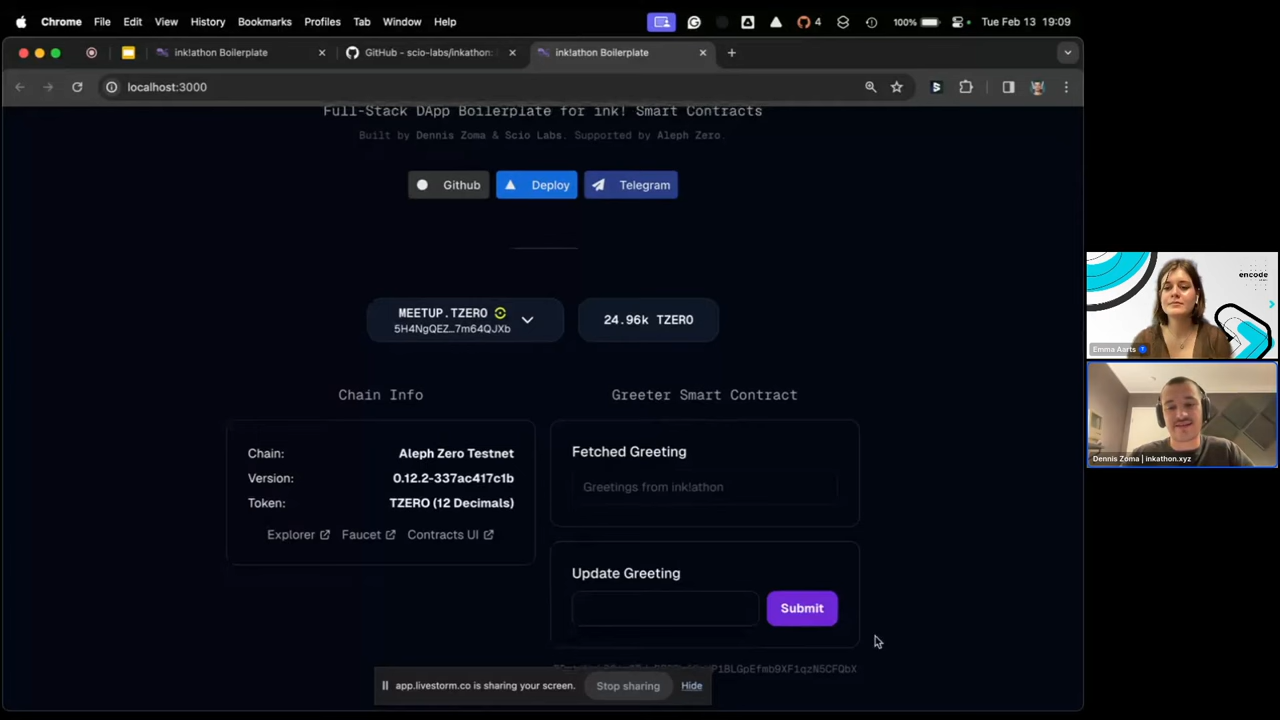 Chrome File Edit View History Bookmarks Profiles Tab Window Help 4 100% Tue Feb 13 19:09
ink!athon Boilerplate GitHub - scio-labs/inkathon: ink!athon Boilerplate
localhost:3000
Full-Stack DApp Boilerplate for ink! Smart Contracts
Built by Dennis Zoma & Scio Labs. Supported by Aleph Zero.
Github Deploy Telegram
MEETUP.TZERO
5H4NgQEZ…7m64QJXb
24.96k TZERO
Chain Info
Chain: Aleph Zero Testnet
Version: 0.12.2-337ac417c1b
Token: TZERO (12 Decimals)
Explorer Faucet Contracts UI
Greeter Smart Contract
Fetched Greeting
Greetings from ink!athon
Update Greeting
Submit
app.livestorm.co is sharing your screen. Stop sharing Hide
encode
Emma Aarts
Dennis Zoma | inkathon.xyz